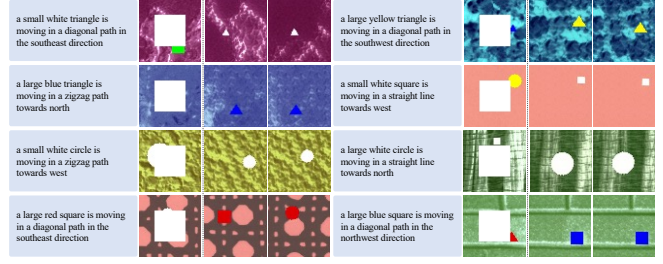 a small white triangle is
moving in a diagonal path in
the southeast direction
a large yellow triangle is
moving in a diagonal path in
the southwest direction
a large blue triangle is
moving in a zigzag path
towards north
a small white square is
moving in a straight line
towards west
a small white circle is
moving in a zigzag path
towards west
a large white circle is
moving in a straight line
towards north
a large red square is moving
in a diagonal path in the
southeast direction
a large blue square is moving
in a diagonal path in the
northwest direction